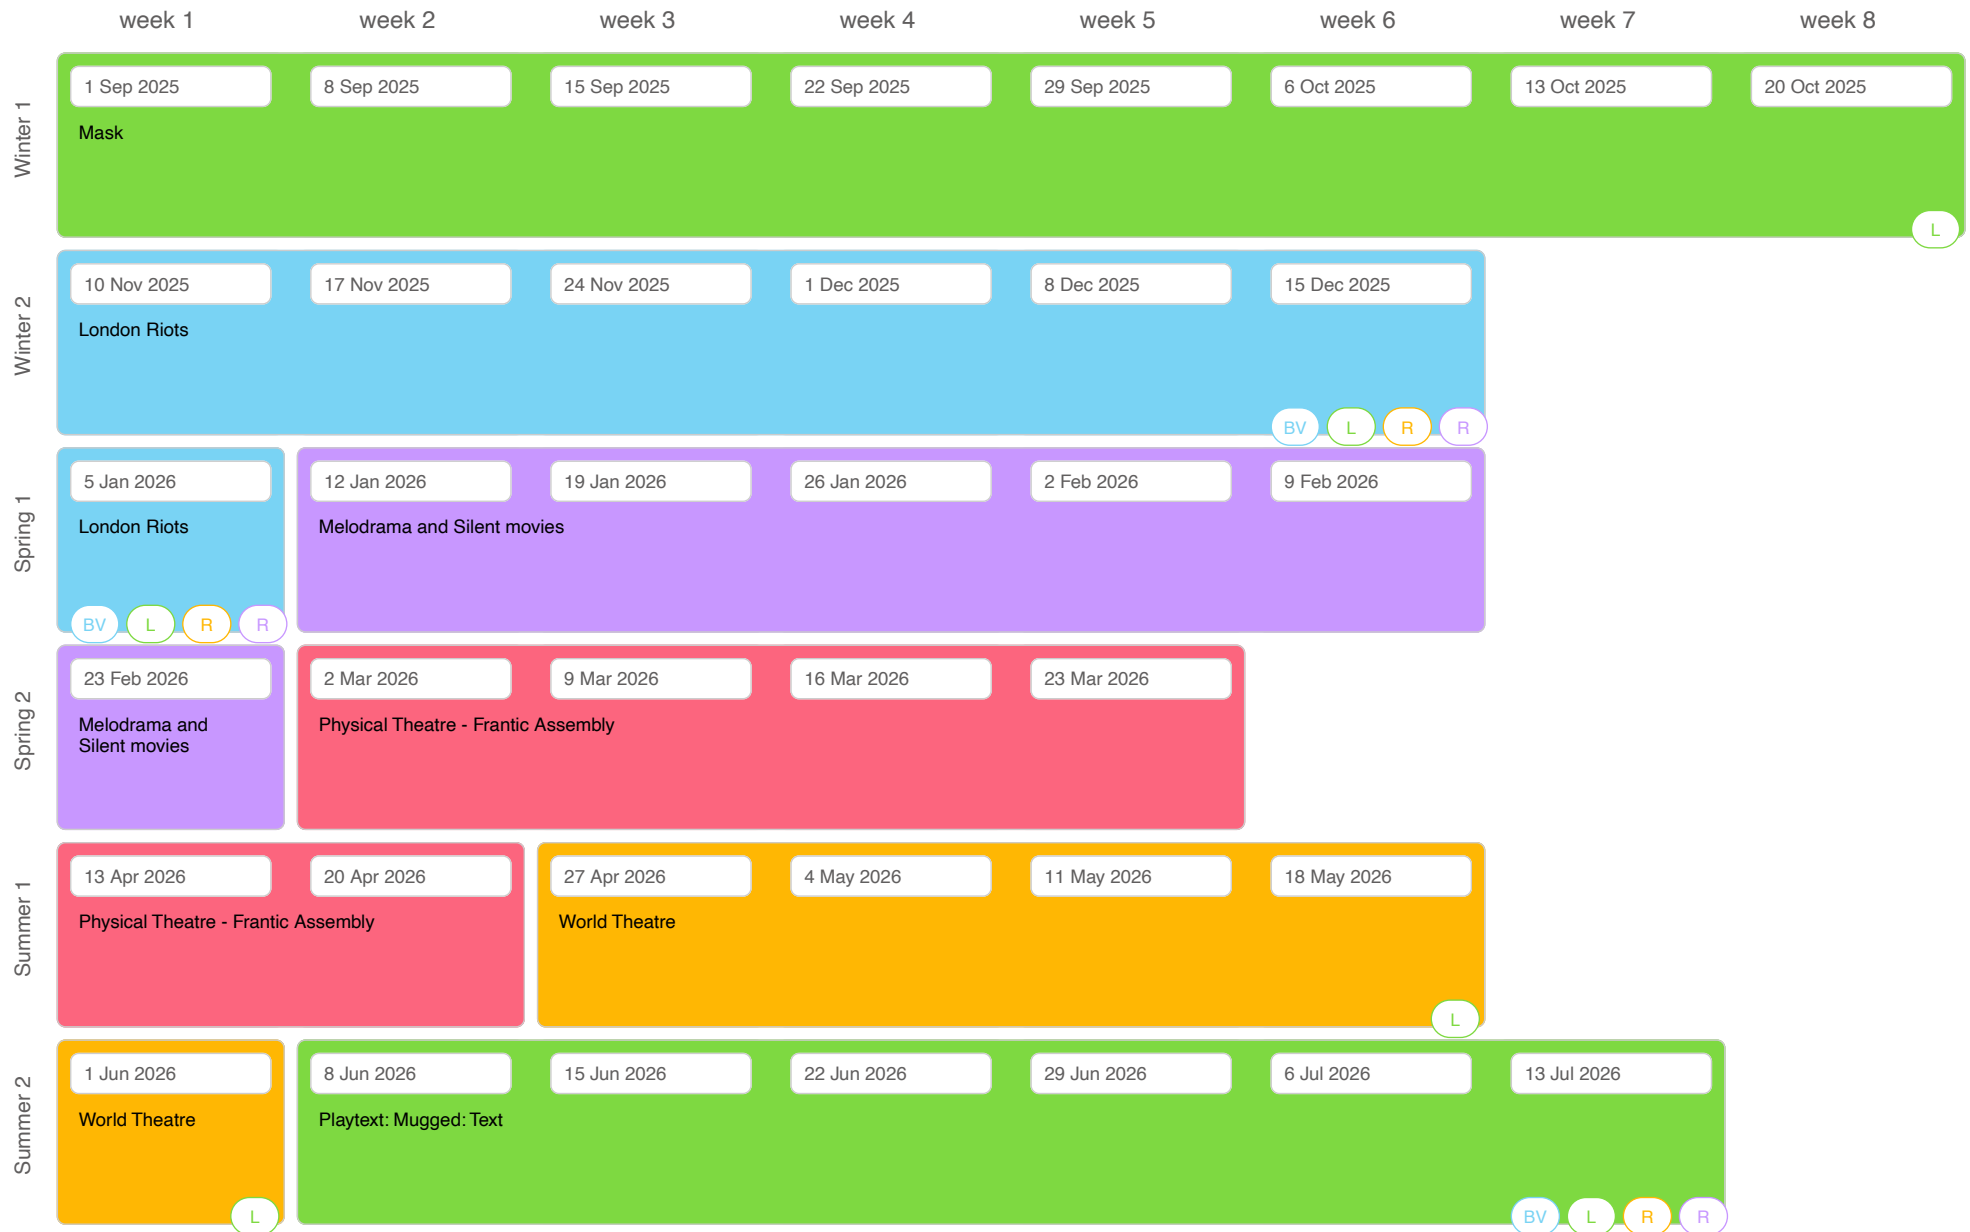 week 1 week 2 week 3 week 4 week 5 week 6 week 7 week 8
Winter 1
1 Sep 2025 8 Sep 2025 15 Sep 2025 22 Sep 2025 29 Sep 2025 6 Oct 2025 13 Oct 2025 20 Oct 2025
Mask
L
Winter 2
10 Nov 2025 17 Nov 2025 24 Nov 2025 1 Dec 2025 8 Dec 2025 15 Dec 2025
London Riots
BV L R R
Spring 1
5 Jan 2026 12 Jan 2026 19 Jan 2026 26 Jan 2026 2 Feb 2026 9 Feb 2026
London Riots Melodrama and Silent movies
BV L R R
Spring 2
23 Feb 2026 2 Mar 2026 9 Mar 2026 16 Mar 2026 23 Mar 2026
Melodrama and Physical Theatre - Frantic Assembly
Silent movies
Summer 1
13 Apr 2026 20 Apr 2026 27 Apr 2026 4 May 2026 11 May 2026 18 May 2026
Physical Theatre - Frantic Assembly World Theatre
L
Summer 2
1 Jun 2026 8 Jun 2026 15 Jun 2026 22 Jun 2026 29 Jun 2026 6 Jul 2026 13 Jul 2026
World Theatre Playtext: Mugged: Text
L BV L R R